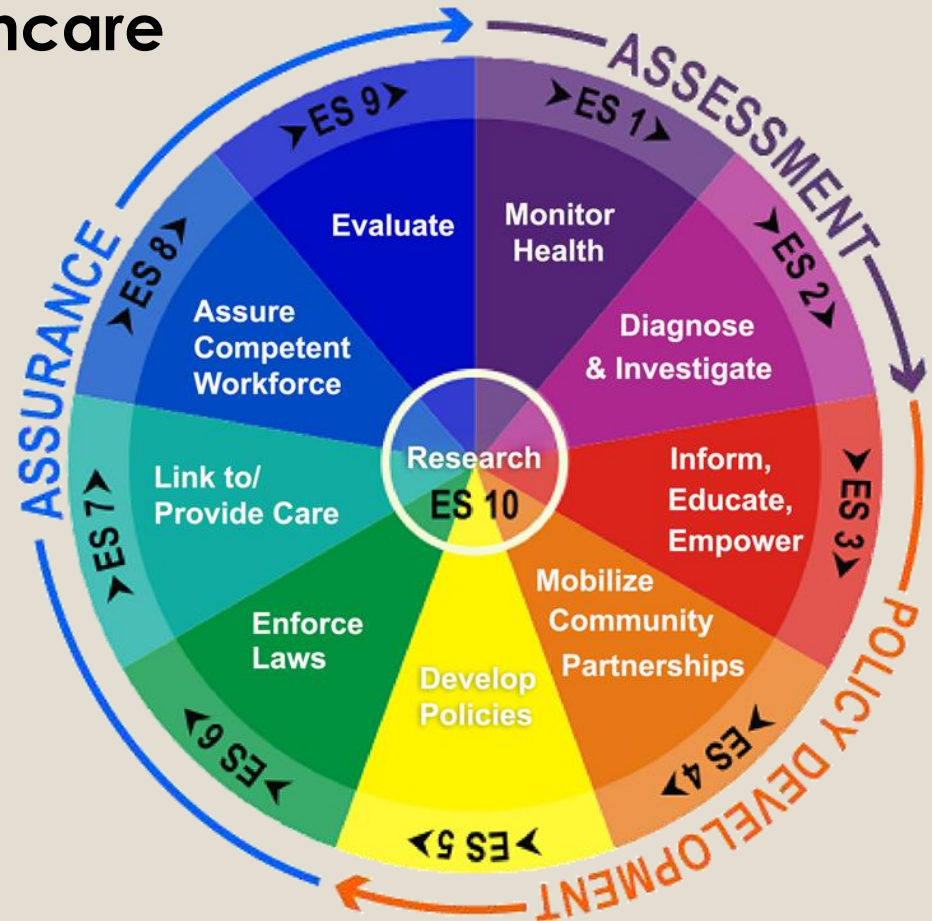 ncare
ASSESSMENT
POLICY DEVELOPMENT
ASSURANCE
ES 1
Monitor
Health
ES 2
Diagnose
& Investigate
ES 3
Inform,
Educate,
Empower
ES 4
Mobilize
Community
Partnerships
ES 5
Develop
Policies
ES 6
Enforce
Laws
ES 7
Link to/
Provide Care
ES 8
Assure
Competent
Workforce
ES 9
Evaluate
Research
ES 10